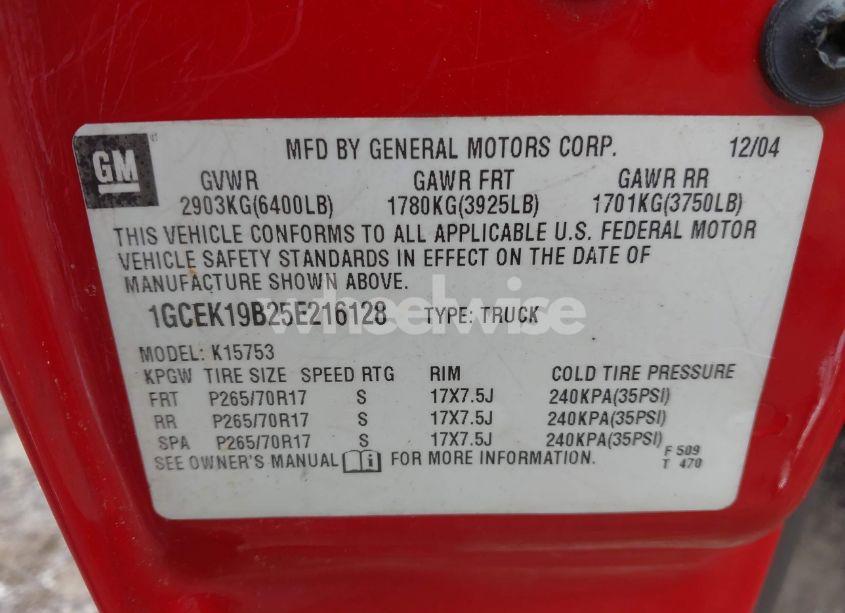 GM
MFD BY GENERAL MOTORS CORP. 12/04
GVWR GAWR FRT GAWR RR
2903KG(6400LB) 1780KG(3925LB) 1701KG(3750LB)
THIS VEHICLE CONFORMS TO ALL APPLICABLE U.S. FEDERAL MOTOR
VEHICLE SAFETY STANDARDS IN EFFECT ON THE DATE OF
MANUFACTURE SHOWN ABOVE.
1GCEK19B25E216128 TYPE: TRUCK
wheelwise
MODEL: K15753
KPGW TIRE SIZE SPEED RTG RIM COLD TIRE PRESSURE
FRT P265/70R17 S 17X7.5J 240KPA(35PSI)
RR P265/70R17 S 17X7.5J 240KPA(35PSI)
SPA P265/70R17 S 17X7.5J 240KPA(35PSI)
SEE OWNER'S MANUAL i FOR MORE INFORMATION. F 509
T 470